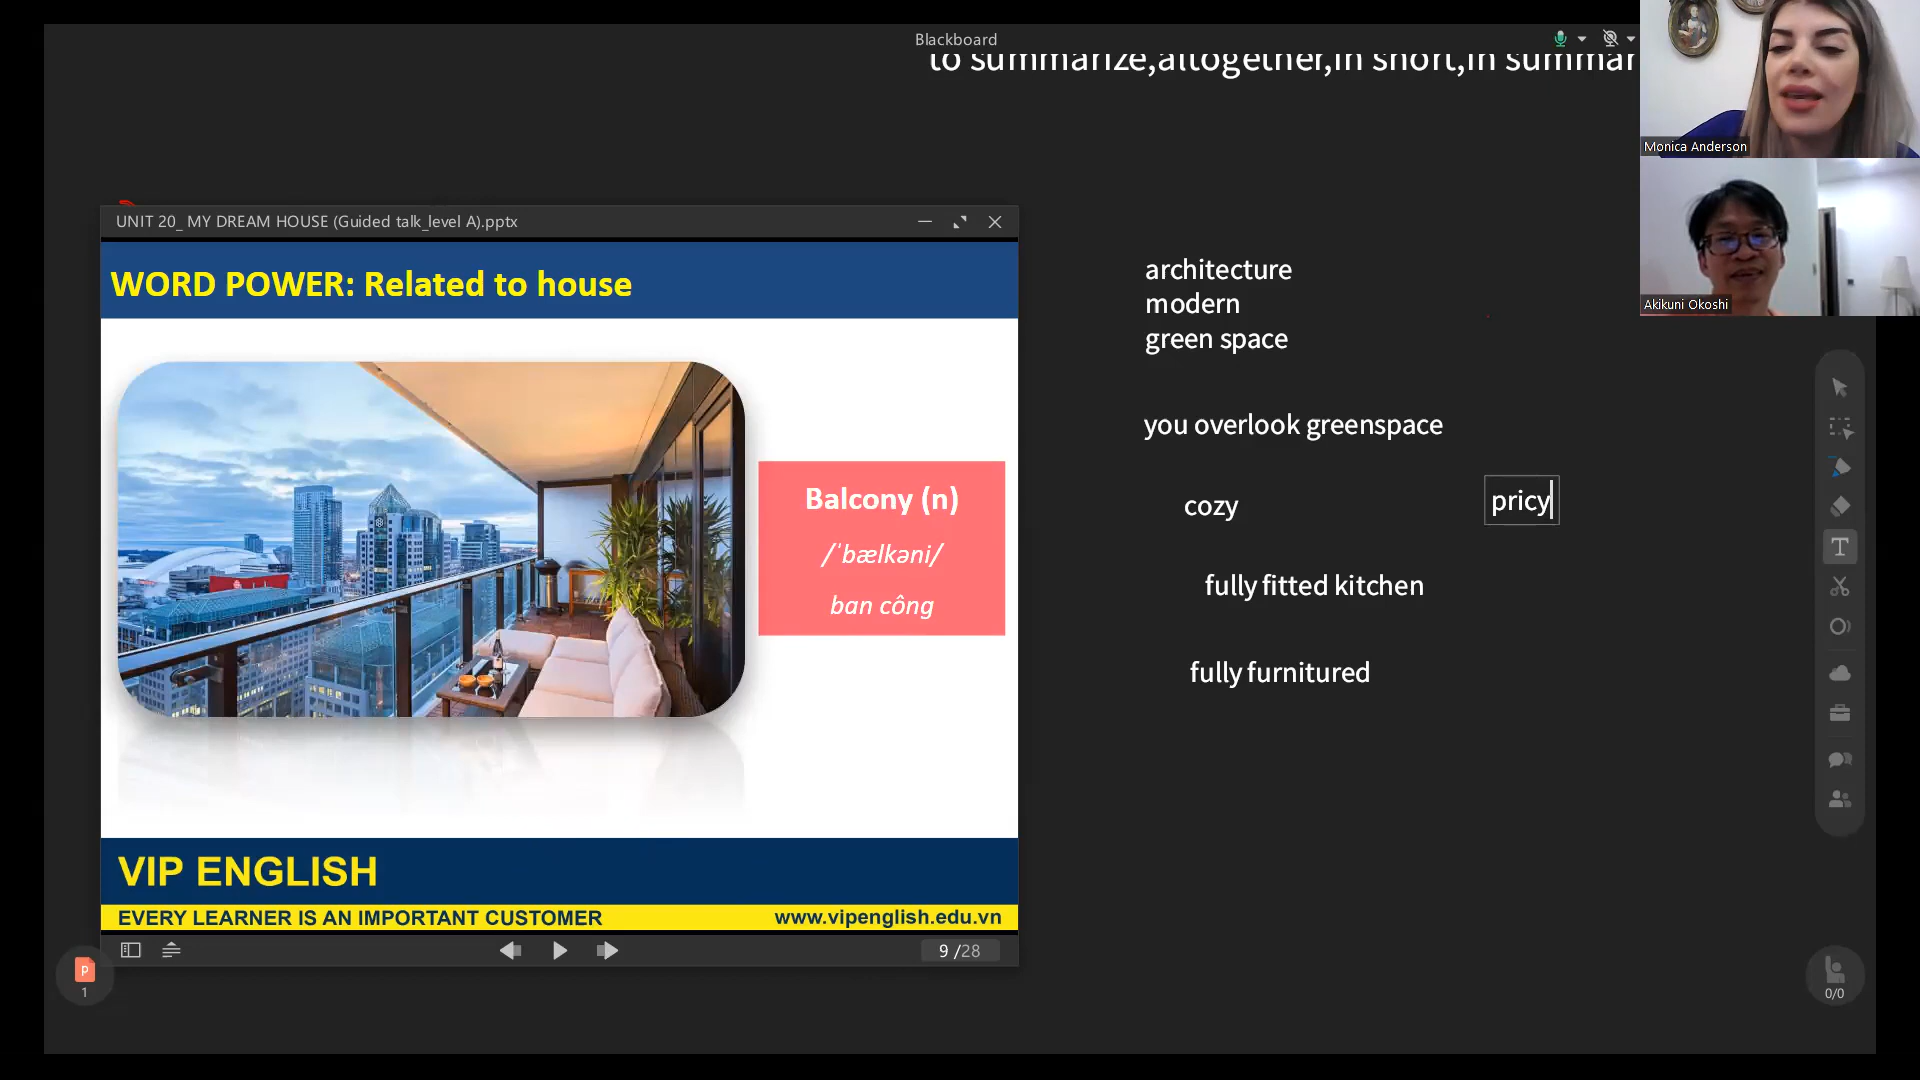 Blackboard
to summarize,altogether,in short,in summar
Monica Anderson
Akikuni Okoshi
UNIT 20_ MY DREAM HOUSE (Guided talk_level A).pptx
WORD POWER: Related to house
Balcony (n)
/ˈbælkəni/
ban công
VIP ENGLISH
EVERY LEARNER IS AN IMPORTANT CUSTOMER
www.vipenglish.edu.vn
9 /28
P
1
architecture
modern
green space
you overlook greenspace
cozy
pricy
fully fitted kitchen
fully furnitured
T
0/0